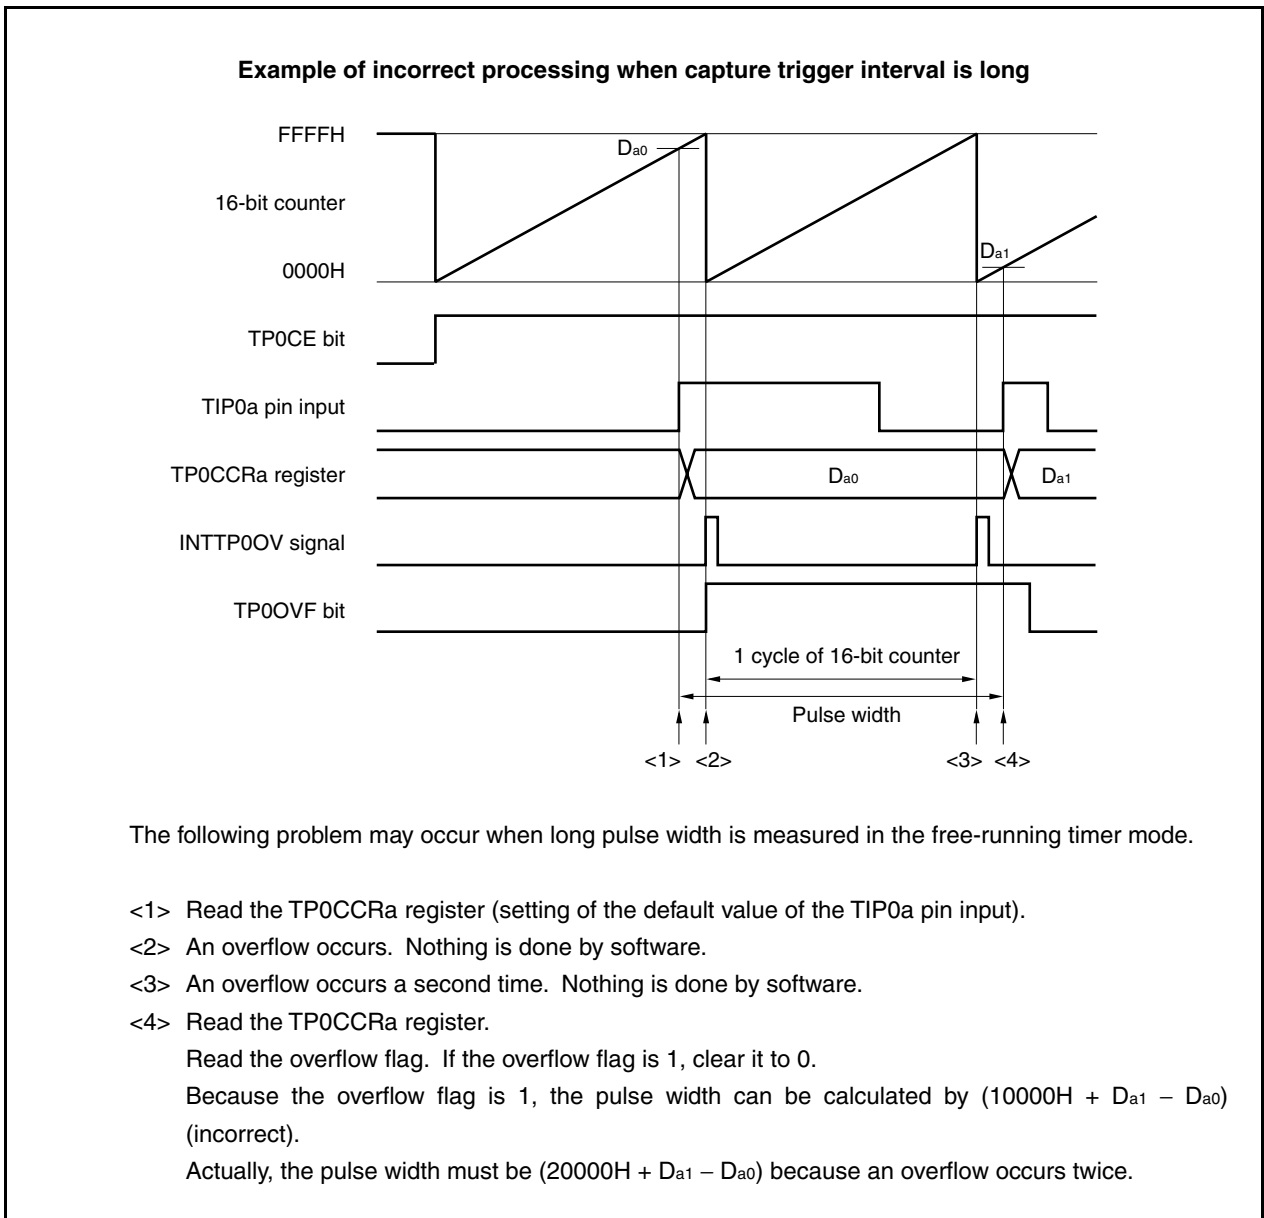 Example of incorrect processing when capture trigger interval is long
FFFFH
Da0
16-bit counter
Da1
0000H
TP0CE bit
TIP0a pin input
TP0CCRa register
Da0
Da1
INTTP0OV signal
TP0OVF bit
1 cycle of 16-bit counter
Pulse width
<1> <2> <3> <4>
The following problem may occur when long pulse width is measured in the free-running timer mode.
<1> Read the TP0CCRa register (setting of the default value of the TIP0a pin input).
<2> An overflow occurs. Nothing is done by software.
<3> An overflow occurs a second time. Nothing is done by software.
<4> Read the TP0CCRa register.
Read the overflow flag. If the overflow flag is 1, clear it to 0.
Because the overflow flag is 1, the pulse width can be calculated by (10000H + Da1 − Da0)
(incorrect).
Actually, the pulse width must be (20000H + Da1 − Da0) because an overflow occurs twice.